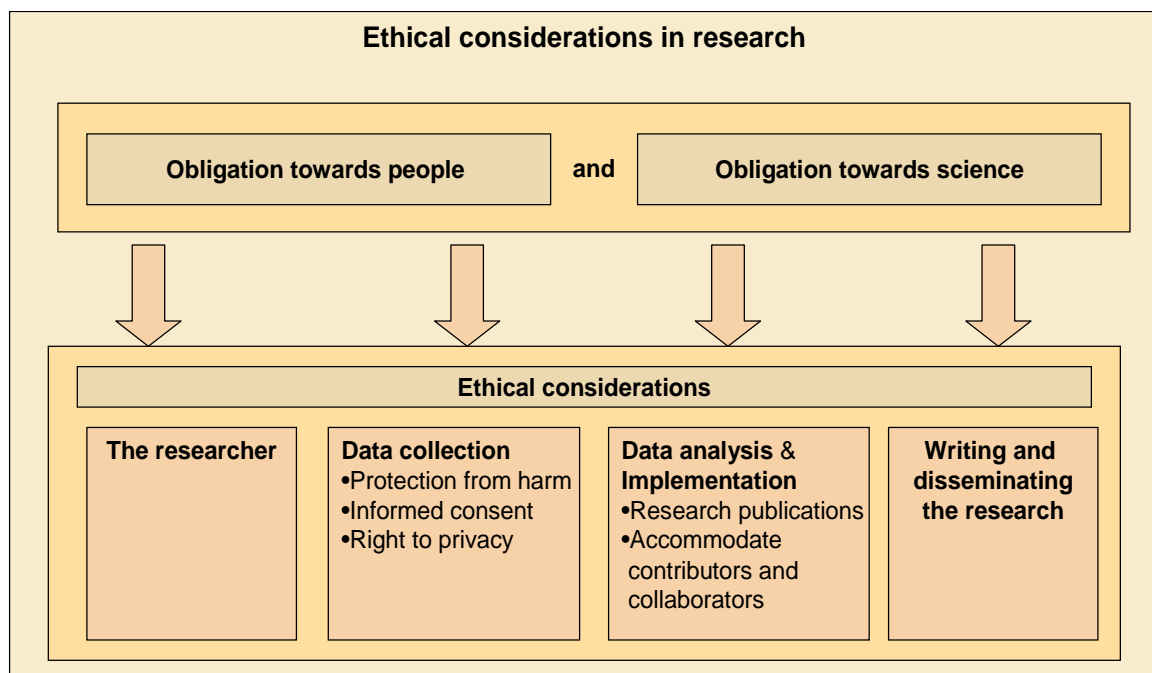 Ethical considerations in research
Obligation towards people
and
Obligation towards science
Ethical considerations
The researcher
Data collection
•Protection from harm
•Informed consent
•Right to privacy
Data analysis &
Implementation
•Research publications
•Accommodate
contributors and
collaborators
Writing and
disseminating
the research